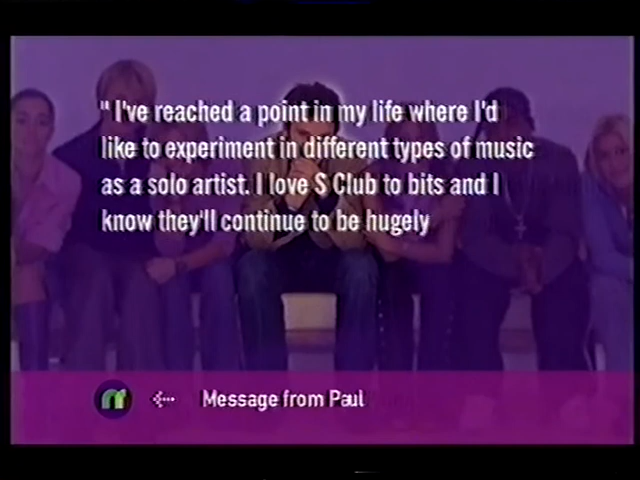 " I've reached a point in my life where I'd
like to experiment in different types of music
as a solo artist. I love S Club to bits and I
know they'll continue to be hugely
Message from Paul